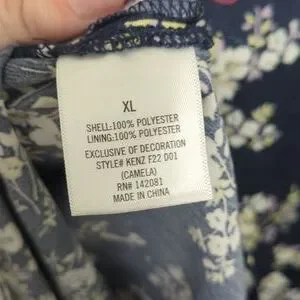 XL
SHELL:100% POLYESTER
LINING:100% POLYESTER
EXCLUSIVE OF DECORATION
STYLE# KENZ F22 D01
(CAMELA)
RN# 142081
MADE IN CHINA